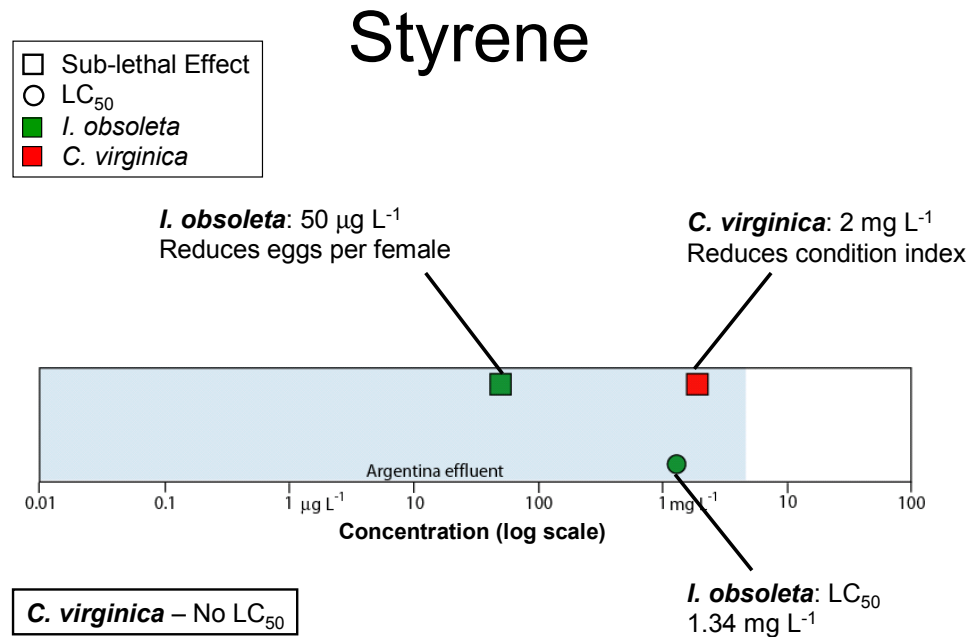 Styrene
Sub-lethal Effect
LC₅₀
I. obsoleta
C. virginica
I. obsoleta: 50 μg L⁻¹
Reduces eggs per female
C. virginica: 2 mg L⁻¹
Reduces condition index
Argentina effluent
0.01 0.1 1 μg L⁻¹ 10 100 1 mg L⁻¹ 10 100
Concentration (log scale)
I. obsoleta: LC₅₀
1.34 mg L⁻¹
C. virginica – No LC₅₀